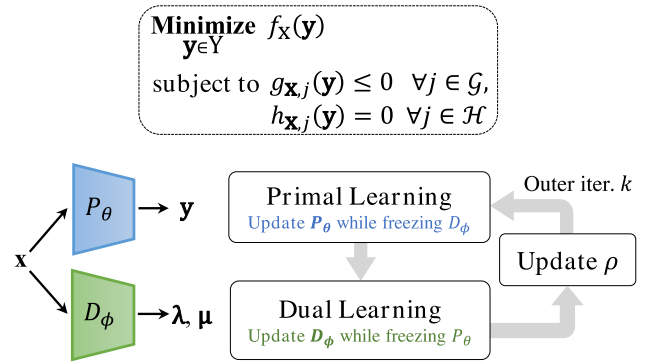 Minimize f_x(𝐲)
𝐲∈Y
subject to g_𝐱,j(𝐲) ≤ 0 ∀j ∈ 𝒢,
h_𝐱,j(𝐲) = 0 ∀j ∈ ℋ
P_θ
𝐲
𝐱
D_ϕ
𝛌, 𝛍
Primal Learning
Update P_θ while freezing D_ϕ
Outer iter. k
Update ρ
Dual Learning
Update D_ϕ while freezing P_θ